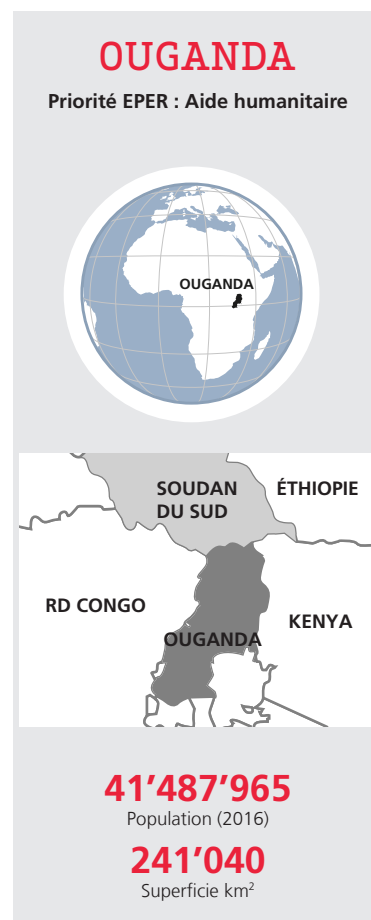 OUGANDA
Priorité EPER : Aide humanitaire
OUGANDA
SOUDAN
DU SUD
ÉTHIOPIE
RD CONGO
KENYA
OUGANDA
41’487’965
Population (2016)
241’040
Superficie km²